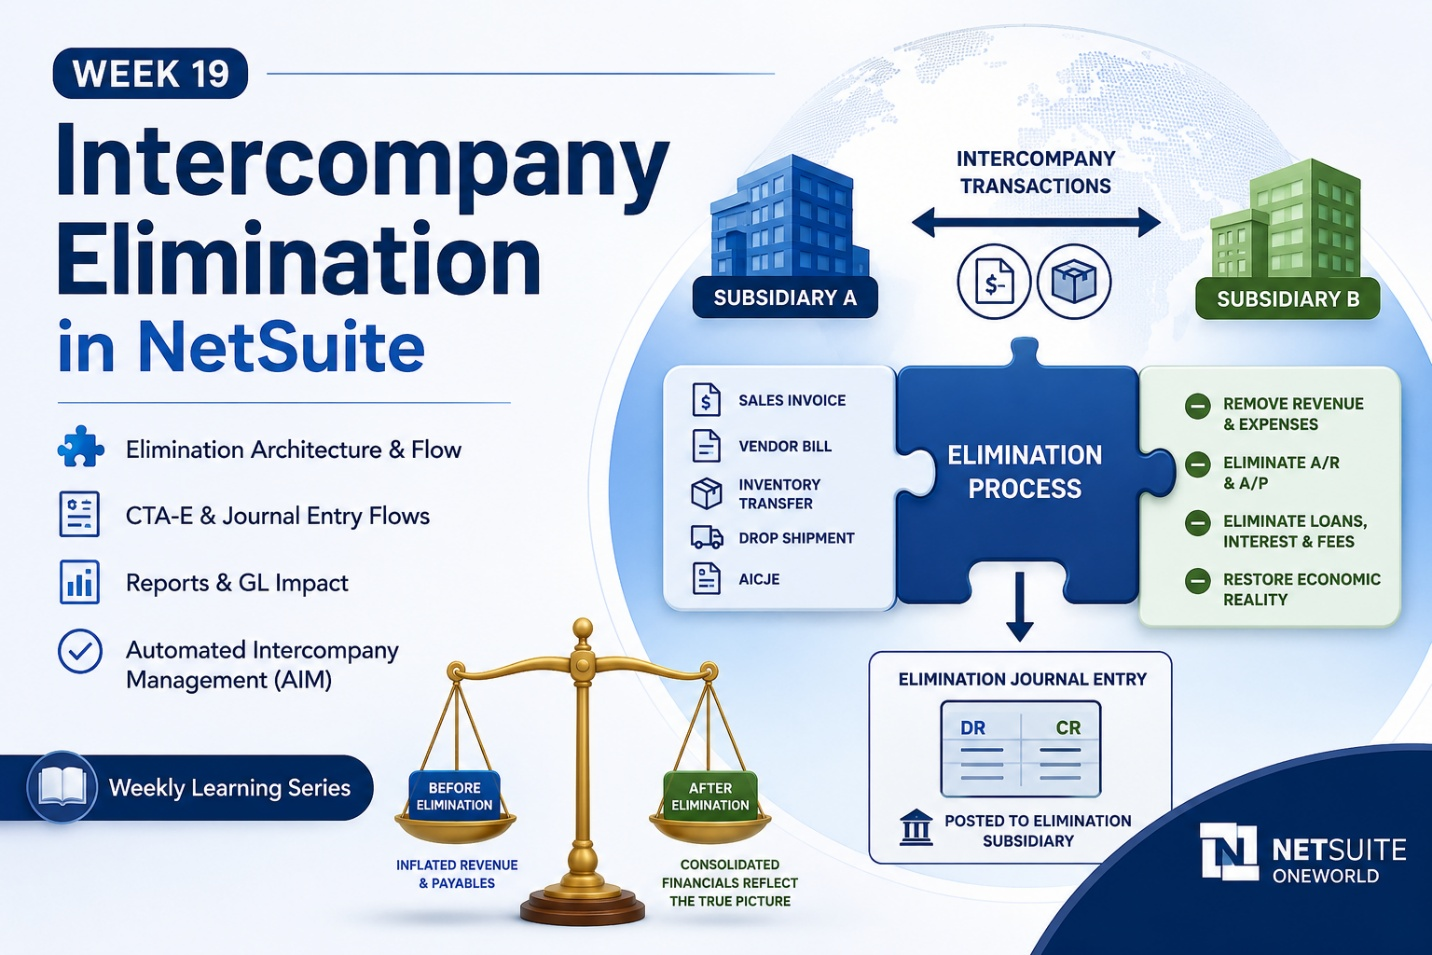 WEEK 19
Intercompany
Elimination
in NetSuite
Elimination Architecture & Flow
CTA-E & Journal Entry Flows
Reports & GL Impact
Automated Intercompany
Management (AIM)
Weekly Learning Series
INTERCOMPANY
TRANSACTIONS
$-
SUBSIDIARY A
SUBSIDIARY B
$
SALES INVOICE
VENDOR BILL
INVENTORY
TRANSFER
DROP SHIPMENT
AICJE
ELIMINATION
PROCESS
REMOVE REVENUE
& EXPENSES
ELIMINATE A/R
& A/P
ELIMINATE LOANS,
INTEREST & FEES
RESTORE ECONOMIC
REALITY
ELIMINATION JOURNAL ENTRY
DR CR
POSTED TO ELIMINATION
SUBSIDIARY
BEFORE
ELIMINATION
INFLATED REVENUE
& PAYABLES
AFTER
ELIMINATION
CONSOLIDATED
FINANCIALS REFLECT
THE TRUE PICTURE
N
NETSUITE
ONEWORLD